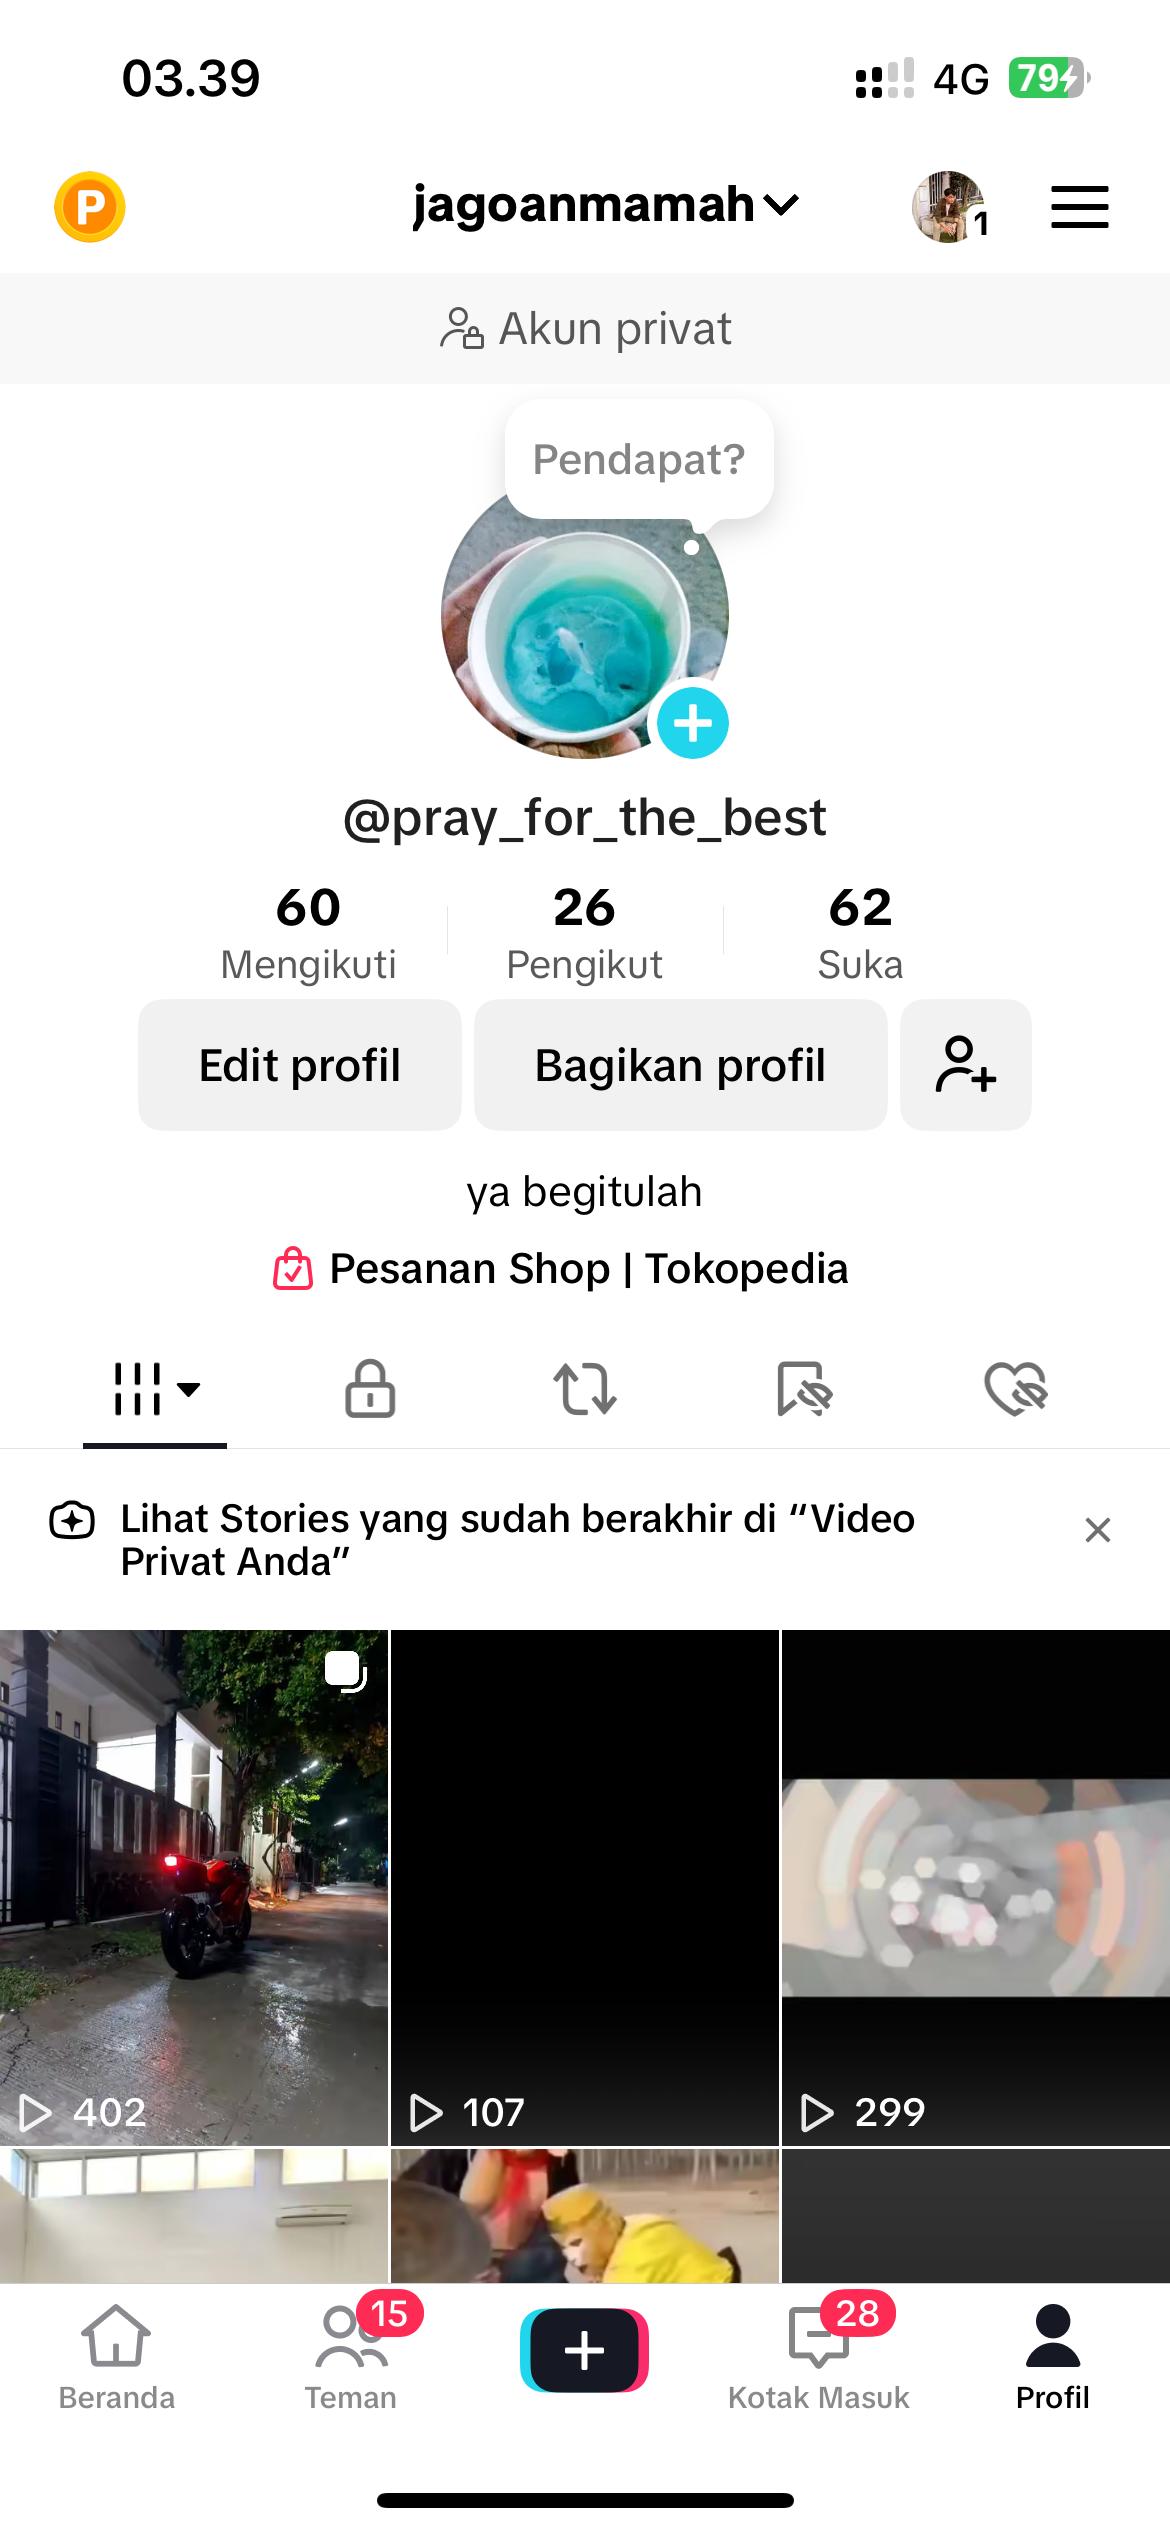 03.39
4G
79
P
jagoanmamah
1
Akun privat
Pendapat?
@pray_for_the_best
60
26
62
Mengikuti
Pengikut
Suka
Edit profil
Bagikan profil
ya begitulah
Pesanan Shop | Tokopedia
Lihat Stories yang sudah berakhir di “Video
Privat Anda”
402
107
299
15
28
Beranda
Teman
Kotak Masuk
Profil